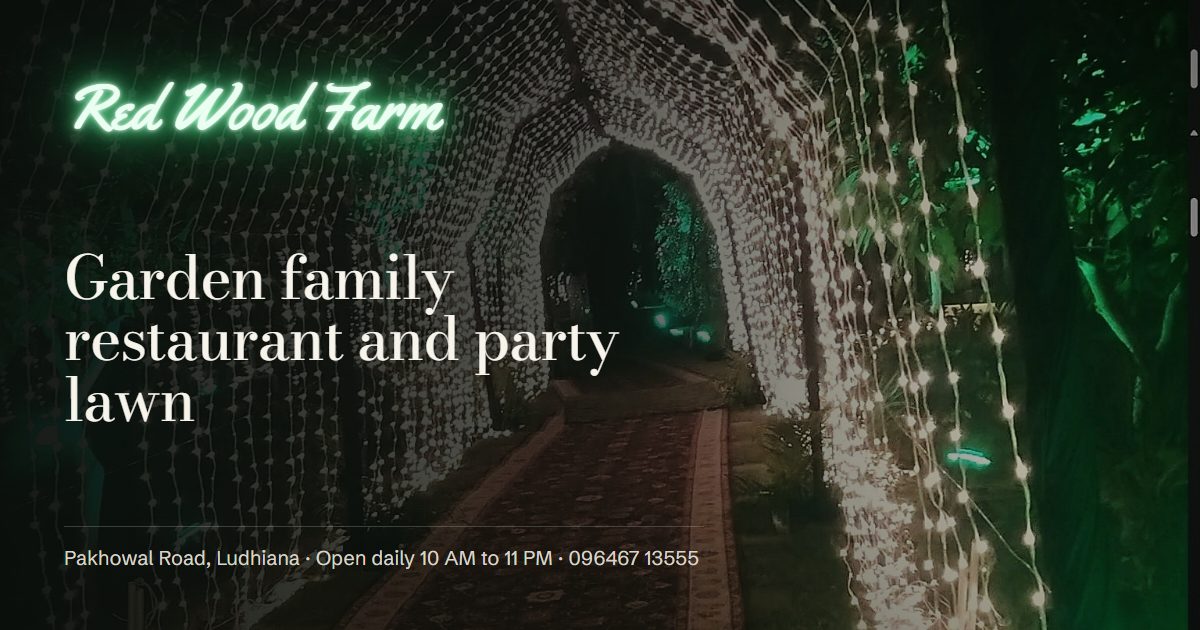 Red Wood Farm
Garden family
restaurant and party
lawn
Pakhowal Road, Ludhiana · Open daily 10 AM to 11 PM · 096467 13555